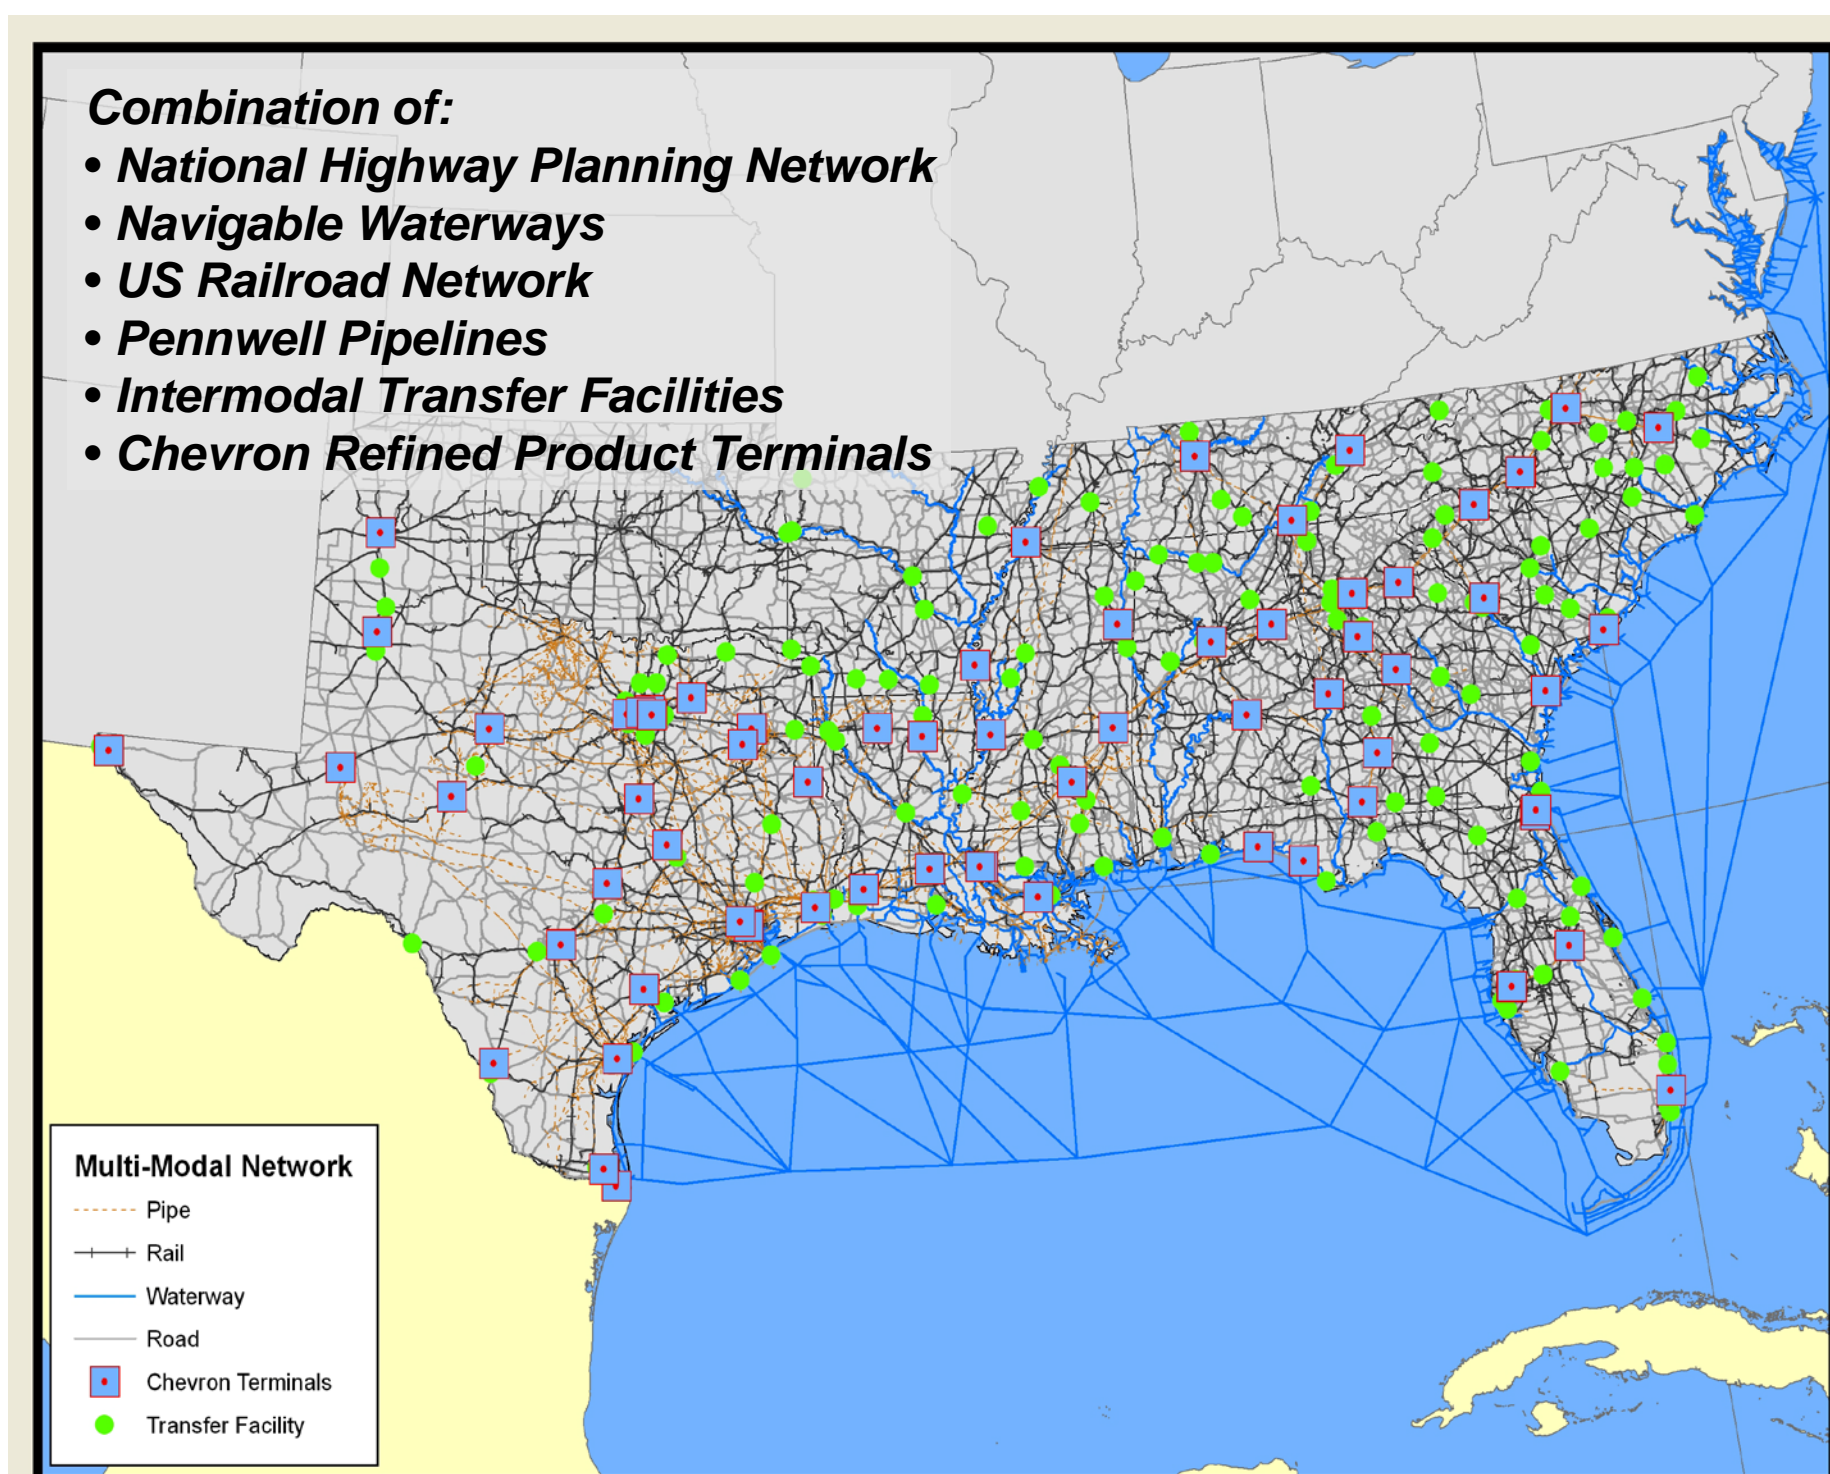 Combination of:
• National Highway Planning Network
• Navigable Waterways
• US Railroad Network
• Pennwell Pipelines
• Intermodal Transfer Facilities
• Chevron Refined Product Terminals
Multi-Modal Network
Pipe
Rail
Waterway
Road
Chevron Terminals
Transfer Facility